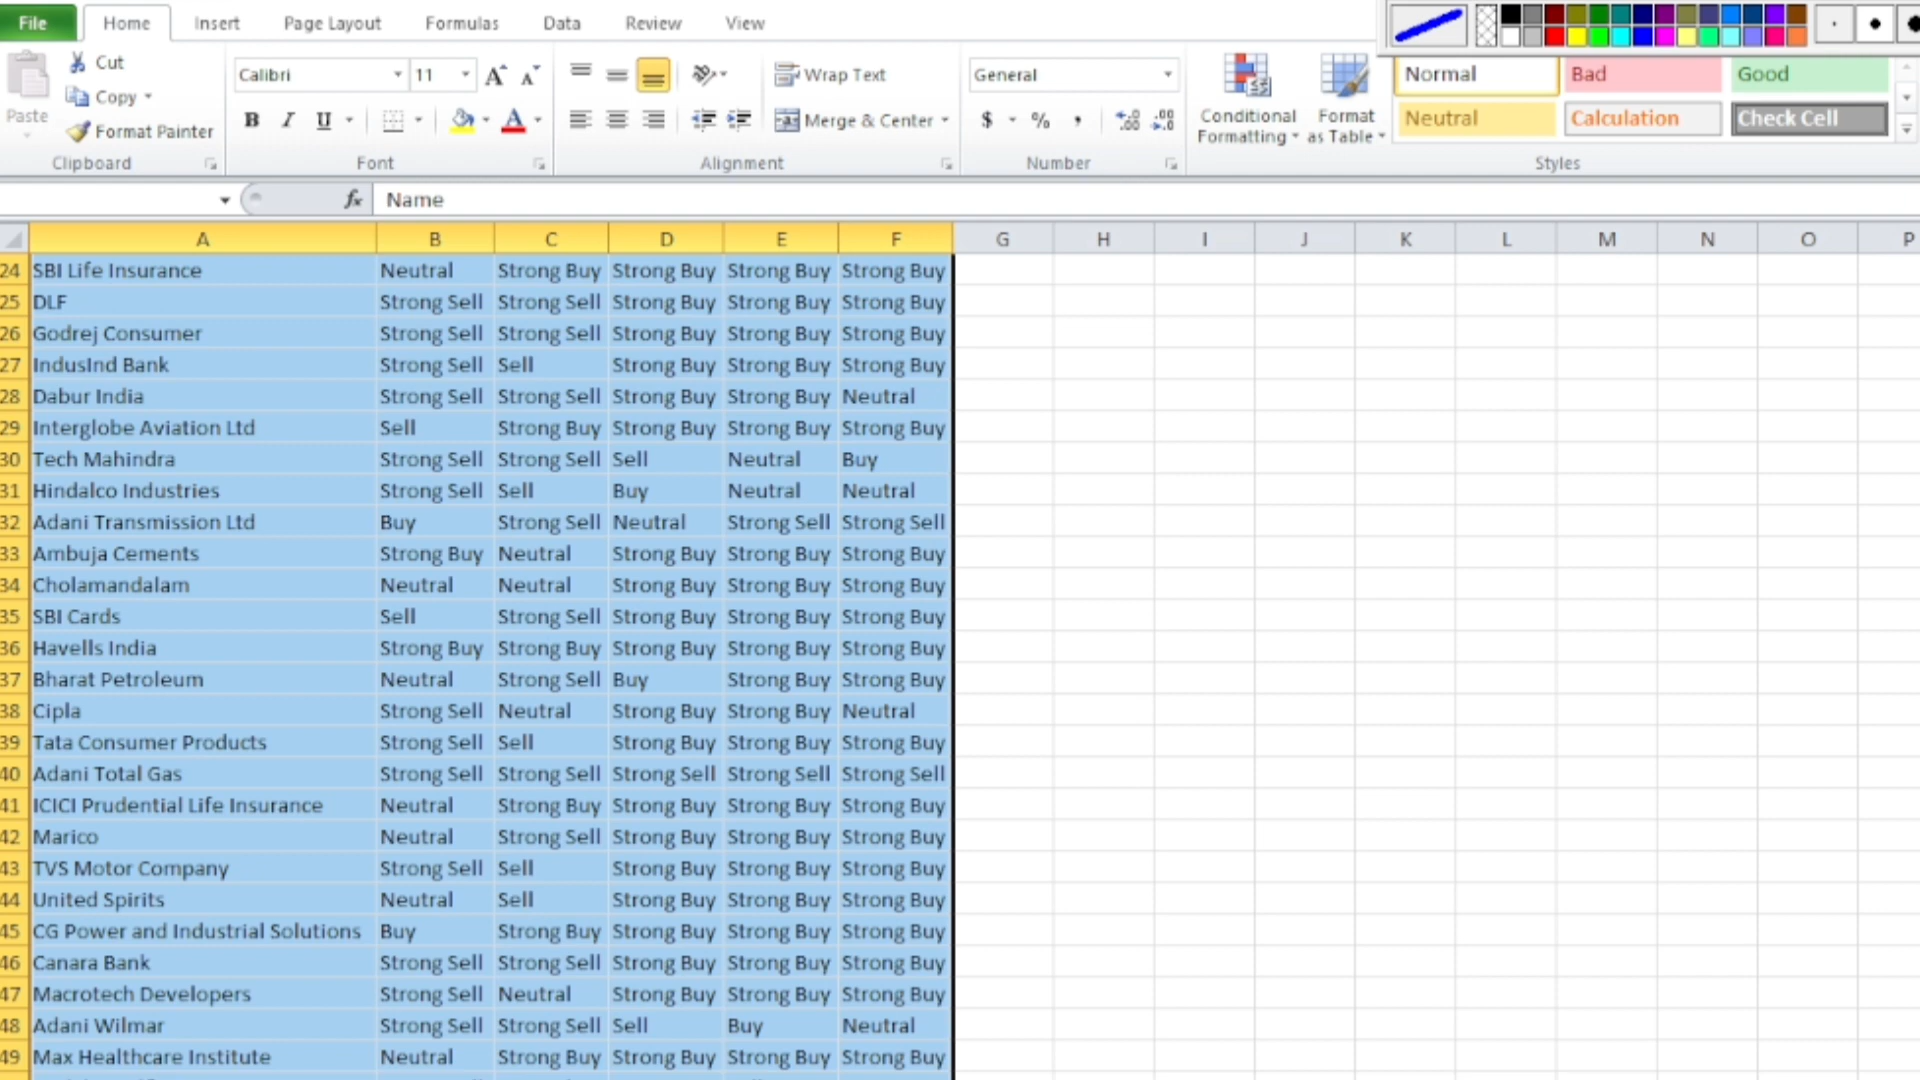 File Home Insert Page Layout Formulas Data Review View
Cut
Copy
Format Painter
Paste
Clipboard
Calibri 11
B I U
Font
Wrap Text
Merge & Center
Alignment
General
$ % ,
Number
Conditional Formatting
Format as Table
Normal Bad Good
Neutral Calculation Check Cell
Styles
fx Name
A B C D E F G H I J K L M N O P
24 SBI Life Insurance Neutral Strong Buy Strong Buy Strong Buy Strong Buy
25 DLF Strong Sell Strong Sell Strong Buy Strong Buy Strong Buy
26 Godrej Consumer Strong Sell Strong Sell Strong Buy Strong Buy Strong Buy
27 IndusInd Bank Strong Sell Sell Strong Buy Strong Buy Strong Buy
28 Dabur India Strong Sell Strong Sell Strong Buy Strong Buy Neutral
29 Interglobe Aviation Ltd Sell Strong Buy Strong Buy Strong Buy Strong Buy
30 Tech Mahindra Strong Sell Strong Sell Sell Neutral Buy
31 Hindalco Industries Strong Sell Sell Buy Neutral Neutral
32 Adani Transmission Ltd Buy Strong Sell Neutral Strong Sell Strong Sell
33 Ambuja Cements Strong Buy Neutral Strong Buy Strong Buy Strong Buy
34 Cholamandalam Neutral Neutral Strong Buy Strong Buy Strong Buy
35 SBI Cards Sell Strong Sell Strong Buy Strong Buy Strong Buy
36 Havells India Strong Buy Strong Buy Strong Buy Strong Buy Strong Buy
37 Bharat Petroleum Neutral Strong Sell Buy Strong Buy Strong Buy
38 Cipla Strong Sell Neutral Strong Buy Strong Buy Neutral
39 Tata Consumer Products Strong Sell Sell Strong Buy Strong Buy Strong Buy
40 Adani Total Gas Strong Sell Strong Sell Strong Sell Strong Sell Strong Sell
41 ICICI Prudential Life Insurance Neutral Strong Buy Strong Buy Strong Buy Strong Buy
42 Marico Neutral Strong Sell Strong Buy Strong Buy Strong Buy
43 TVS Motor Company Strong Sell Sell Strong Buy Strong Buy Strong Buy
44 United Spirits Neutral Sell Strong Buy Strong Buy Strong Buy
45 CG Power and Industrial Solutions Buy Strong Buy Strong Buy Strong Buy Strong Buy
46 Canara Bank Strong Sell Strong Sell Strong Buy Strong Buy Strong Buy
47 Macrotech Developers Strong Sell Neutral Strong Buy Strong Buy Strong Buy
48 Adani Wilmar Strong Sell Strong Sell Sell Buy Neutral
49 Max Healthcare Institute Neutral Strong Buy Strong Buy Strong Buy Strong Buy